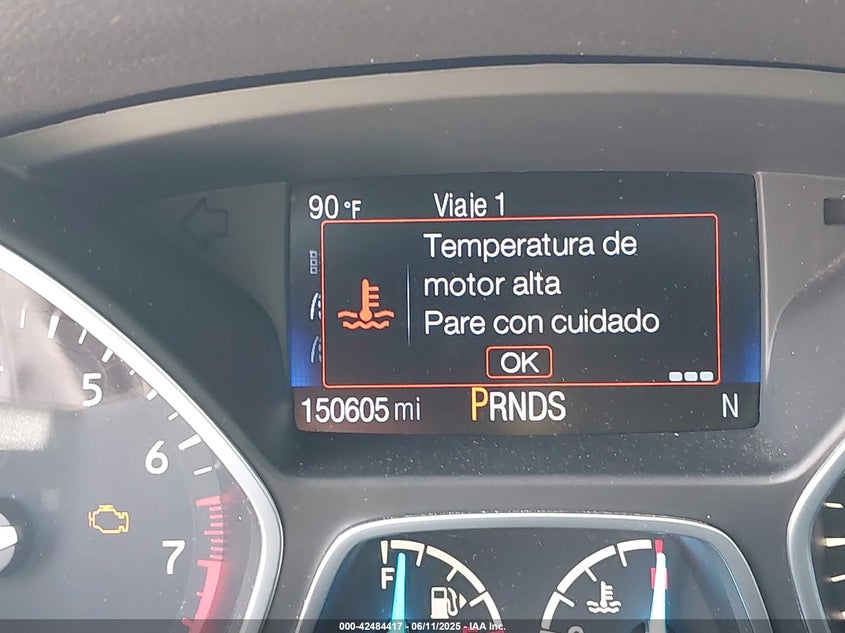 90 °F Viaje 1
Temperatura de
motor alta
Pare con cuidado
OK
150605 mi PRNDS N
5
6
7
F
000-42484417 - 06/11/2025 - IAA Inc.